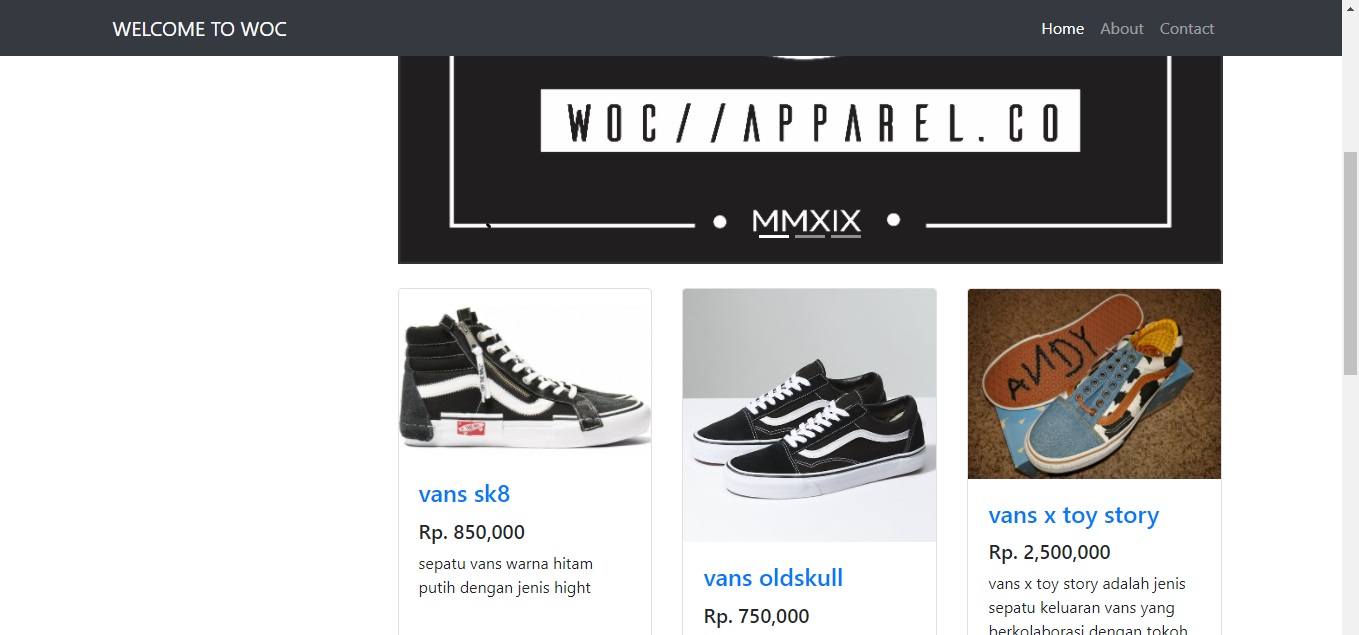 WELCOME TO WOC
Home About Contact
WOC//APPAREL.CO
MMXIX
ANDY
vans sk8
Rp. 850,000
sepatu vans warna hitam
putih dengan jenis hight
vans oldskull
Rp. 750,000
vans x toy story
Rp. 2,500,000
vans x toy story adalah jenis
sepatu keluaran vans yang
berkolaborasi dengan tokoh